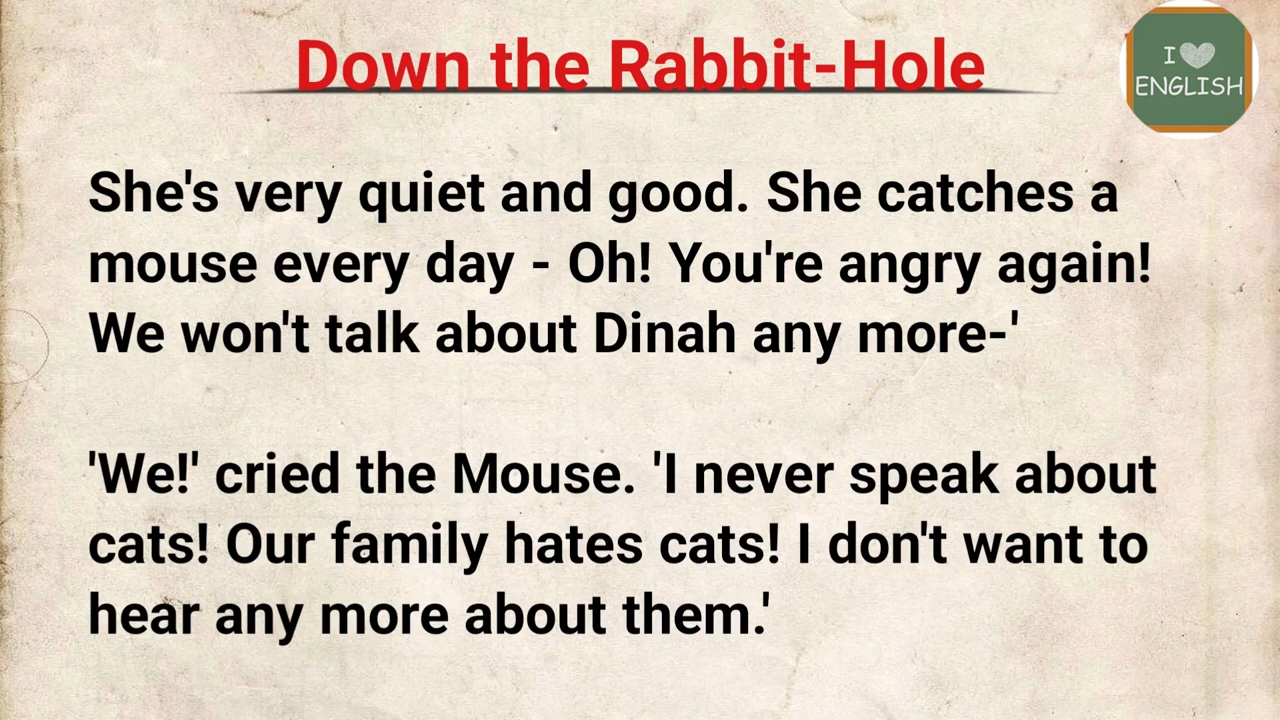 Down the Rabbit-Hole
I
ENGLISH
She's very quiet and good. She catches a
mouse every day - Oh! You're angry again!
We won't talk about Dinah any more-'
'We!' cried the Mouse. 'I never speak about
cats! Our family hates cats! I don't want to
hear any more about them.'